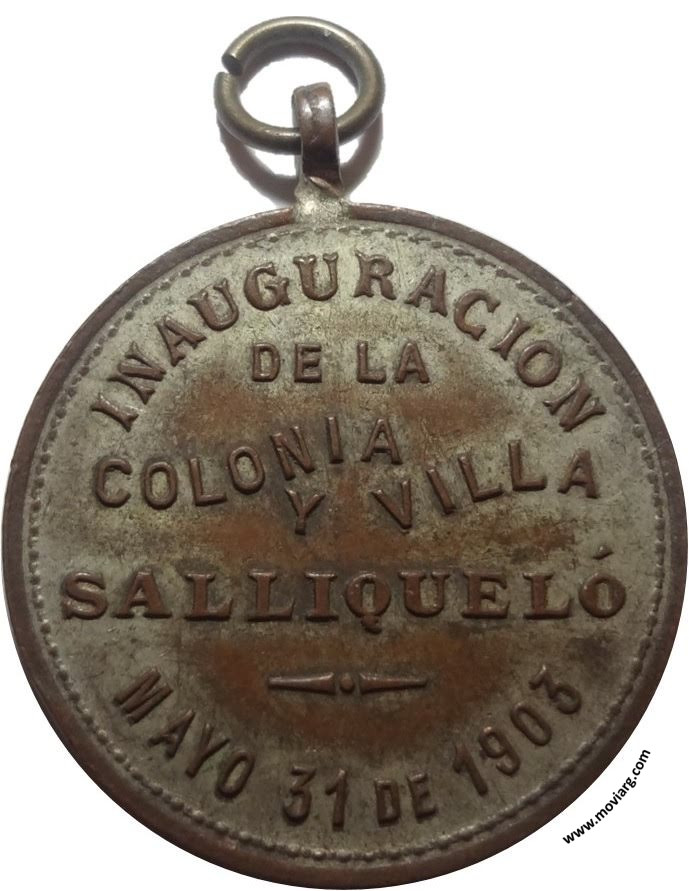 INAUGURACION
DE LA
COLONIA
Y VILLA
SALLIQUELÓ
MAYO 31 DE 1903
www.moviarg.com